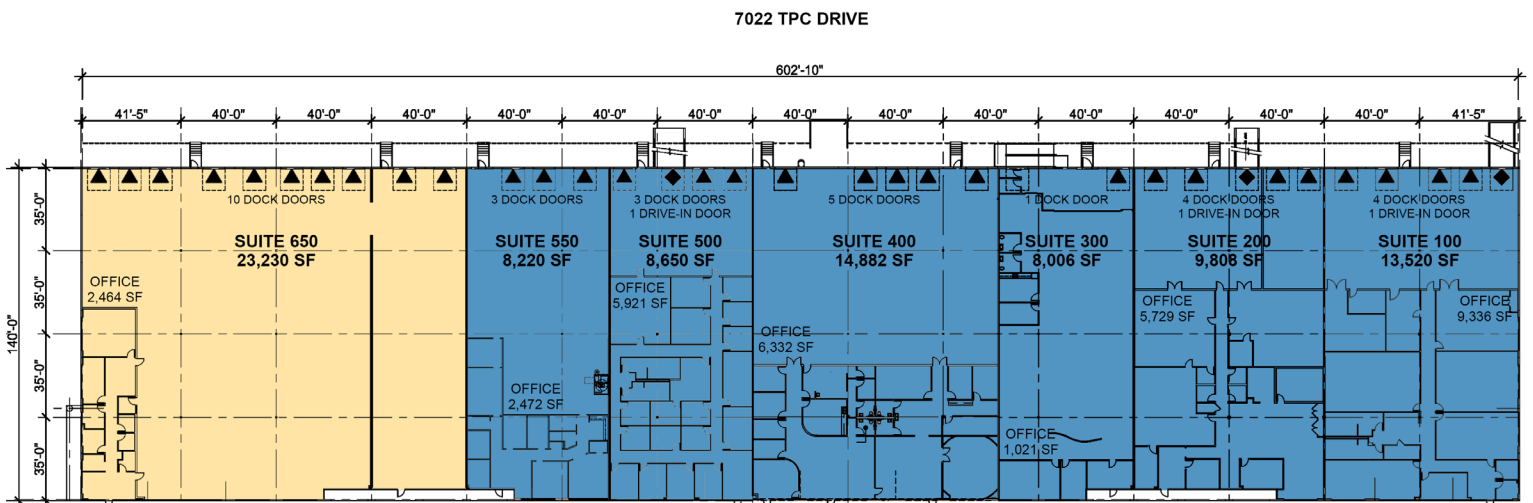 7022 TPC DRIVE
602'-10"
41'-5"
40'-0"
40'-0"
40'-0"
40'-0"
40'-0"
40'-0"
40'-0"
40'-0"
40'-0"
40'-0"
40'-0"
40'-0"
40'-0"
41'-5"
140'-0"
35'-0"
35'-0"
35'-0"
35'-0"
10 DOCK DOORS
SUITE 650
23,230 SF
OFFICE
2,464 SF
3 DOCK DOORS
SUITE 550
8,220 SF
OFFICE
2,472 SF
3 DOCK DOORS
1 DRIVE-IN DOOR
SUITE 500
8,650 SF
OFFICE
5,921 SF
5 DOCK DOORS
SUITE 400
14,882 SF
OFFICE
6,332 SF
1 DOCK DOOR
SUITE 300
8,006 SF
OFFICE
1,021 SF
4 DOCK DOORS
1 DRIVE-IN DOOR
SUITE 200
9,808 SF
OFFICE
5,729 SF
4 DOCK DOORS
1 DRIVE-IN DOOR
SUITE 100
13,520 SF
OFFICE
9,336 SF